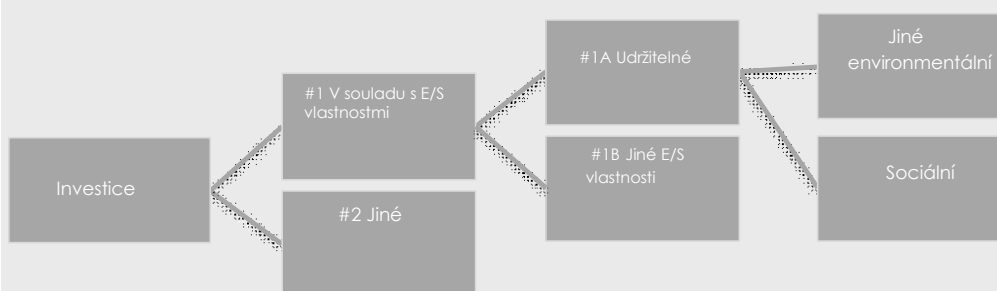 Investice
#1 V souladu s E/S
vlastnostmi
#2 Jiné
#1A Udržitelné
#1B Jiné E/S
vlastnosti
Jiné
environmentální
Sociální